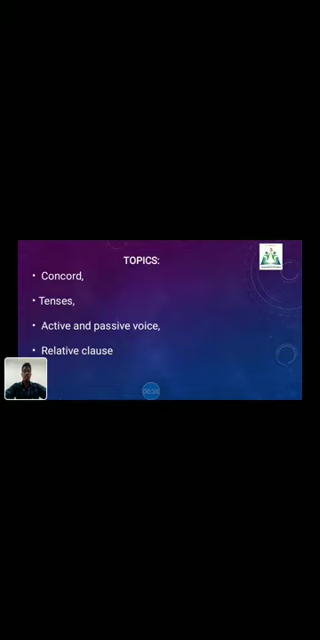 TOPICS:
• Concord,
• Tenses,
• Active and passive voice,
• Relative clause